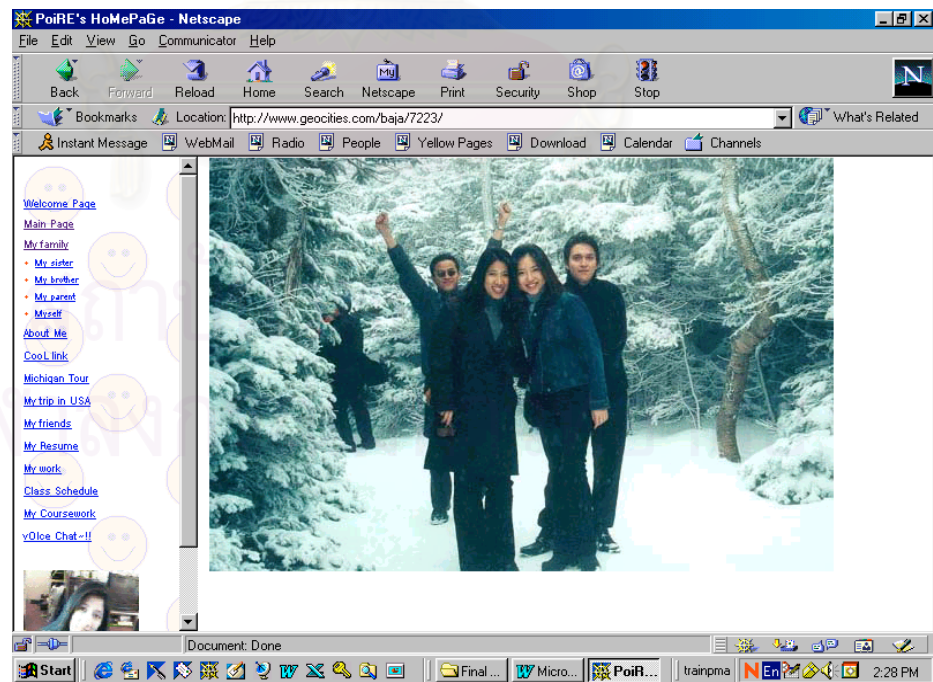 PoiRE's HoMePaGe - Netscape
File Edit View Go Communicator Help
Back Forward Reload Home Search Netscape Print Security Shop Stop
Bookmarks Location: http://www.geocities.com/baja/7223/ What's Related
Instant Message WebMail Radio People Yellow Pages Download Calendar Channels
Welcome Page
Main Page
My family
My sister
My brother
My parent
Myself
About Me
CooL link
Michigan Tour
My trip in USA
My friends
My Resume
My work
Class Schedule
My Coursework
vOIce Chat~!!
Document: Done
Start Final ... Micro... PoiR... trainpma En 2:28 PM